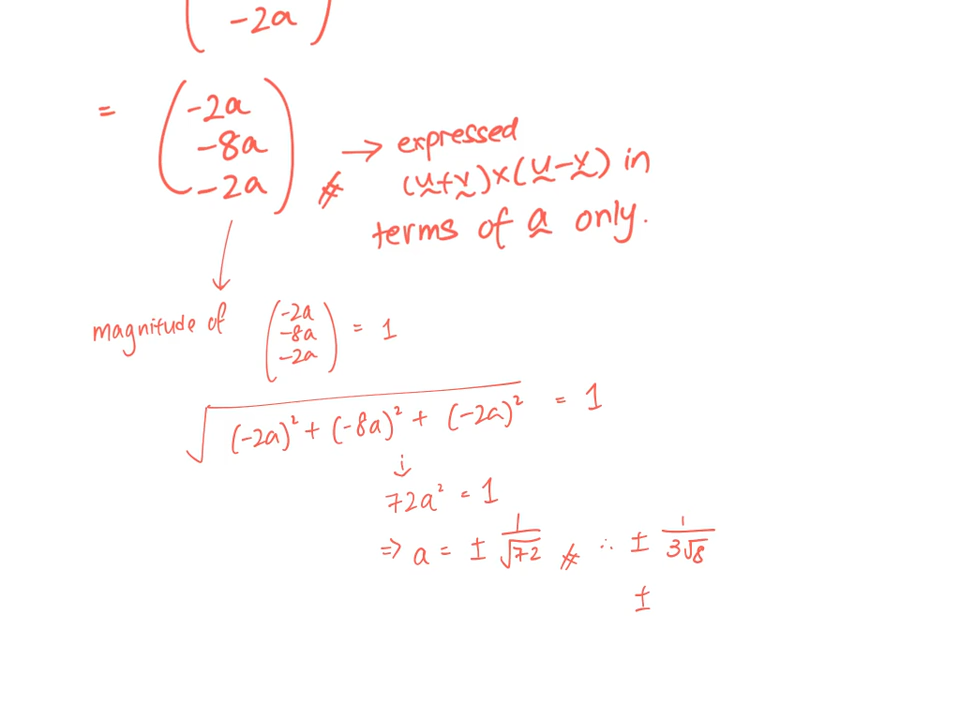 -2a
= (-2a
-8a
-2a) # → expressed
(u+v)×(u-v) in
terms of a only.
magnitude of (-2a
-8a
-2a) = 1
√((-2a)² + (-8a)² + (-2a)²) = 1
↓
72a² = 1
⇒ a = ± 1/√72 # ∴ ± 1/3√8
±